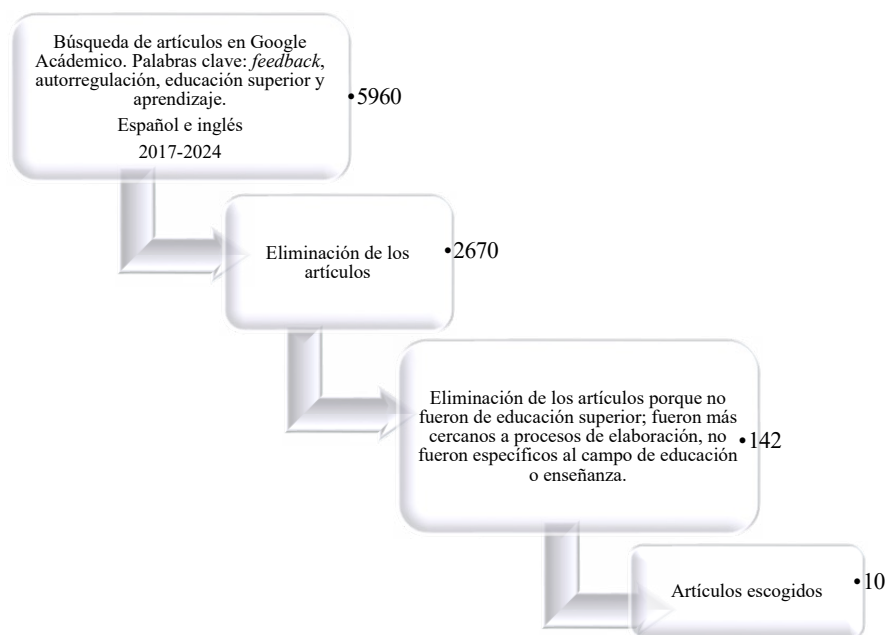 Búsqueda de artículos en Google
Acádemico. Palabras clave: feedback,
autorregulación, educación superior y
aprendizaje.
Español e inglés
2017-2024
•5960
Eliminación de los
artículos
•2670
Eliminación de los artículos porque no
fueron de educación superior; fueron más
cercanos a procesos de elaboración, no
fueron específicos al campo de educación
o enseñanza.
•142
Artículos escogidos
•10